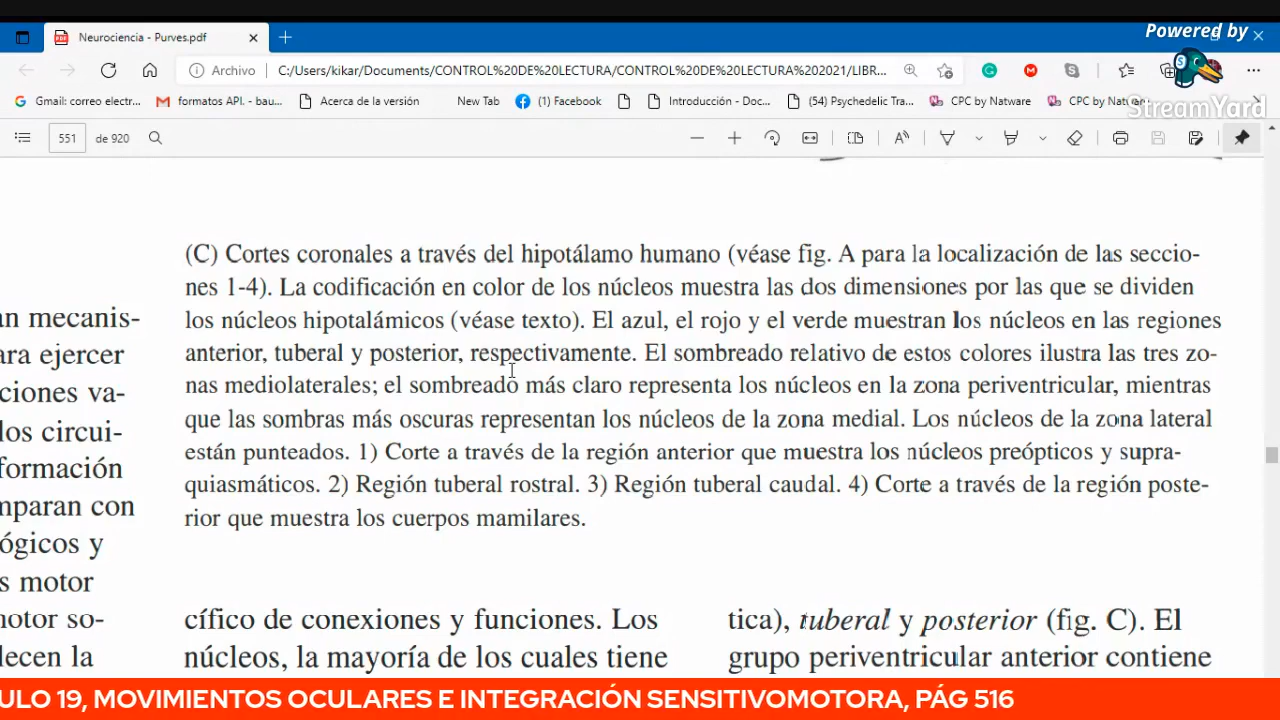 Powered by
StreamYard
Neurociencia - Purves.pdf
Archivo
C:/Users/kikar/Documents/CONTROL%20DE%20LECTURA/CONTROL%20DE%20LECTURA%202021/LIBR...
Gmail: correo electr...
formatos API. - bau...
Acerca de la versión
New Tab
(1) Facebook
Introducción - Doc...
(54) Psychedelic Tra...
CPC by Natware
CPC by Natware
551 de 920
(C) Cortes coronales a través del hipotálamo humano (véase fig. A para la localización de las seccio-
nes 1-4). La codificación en color de los núcleos muestra las dos dimensiones por las que se dividen
los núcleos hipotalámicos (véase texto). El azul, el rojo y el verde muestran los núcleos en las regiones
anterior, tuberal y posterior, respectivamente. El sombreado relativo de estos colores ilustra las tres zo-
nas mediolaterales; el sombreado más claro representa los núcleos en la zona periventricular, mientras
que las sombras más oscuras representan los núcleos de la zona medial. Los núcleos de la zona lateral
están punteados. 1) Corte a través de la región anterior que muestra los núcleos preópticos y supra-
quiasmáticos. 2) Región tuberal rostral. 3) Región tuberal caudal. 4) Corte a través de la región poste-
rior que muestra los cuerpos mamilares.
an mecanis-
ara ejercer
ciones va-
los circui-
formación
mparan con
ógicos y
s motor
motor so-
lecen la
cífico de conexiones y funciones. Los
núcleos, la mayoría de los cuales tiene
tica), tuberal y posterior (fig. C). El
grupo periventricular anterior contiene
ULO 19, MOVIMIENTOS OCULARES E INTEGRACIÓN SENSITIVOMOTORA, PÁG 516